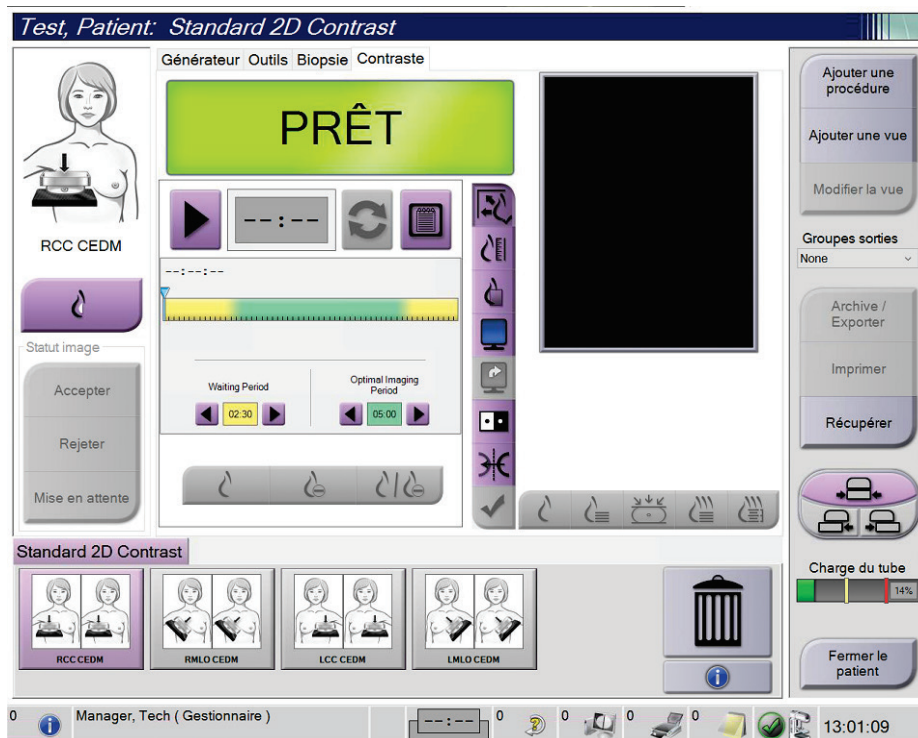 Test, Patient: Standard 2D Contrast
Générateur Outils Biopsie Contraste
PRÊT
RCC CEDM
--:--
--:--:--
Waiting Period
Optimal Imaging
Period
02:30
05:00
Statut image
Accepter
Rejeter
Mise en attente
Ajouter une
procédure
Ajouter une vue
Modifier la vue
Groupes sorties
None
Archive /
Exporter
Imprimer
Récupérer
Charge du tube
14%
Fermer le
patient
Standard 2D Contrast
RCC CEDM
RMLO CEDM
LCC CEDM
LMLO CEDM
0 Manager, Tech ( Gestionnaire ) --:-- 0 0 0 0 13:01:09